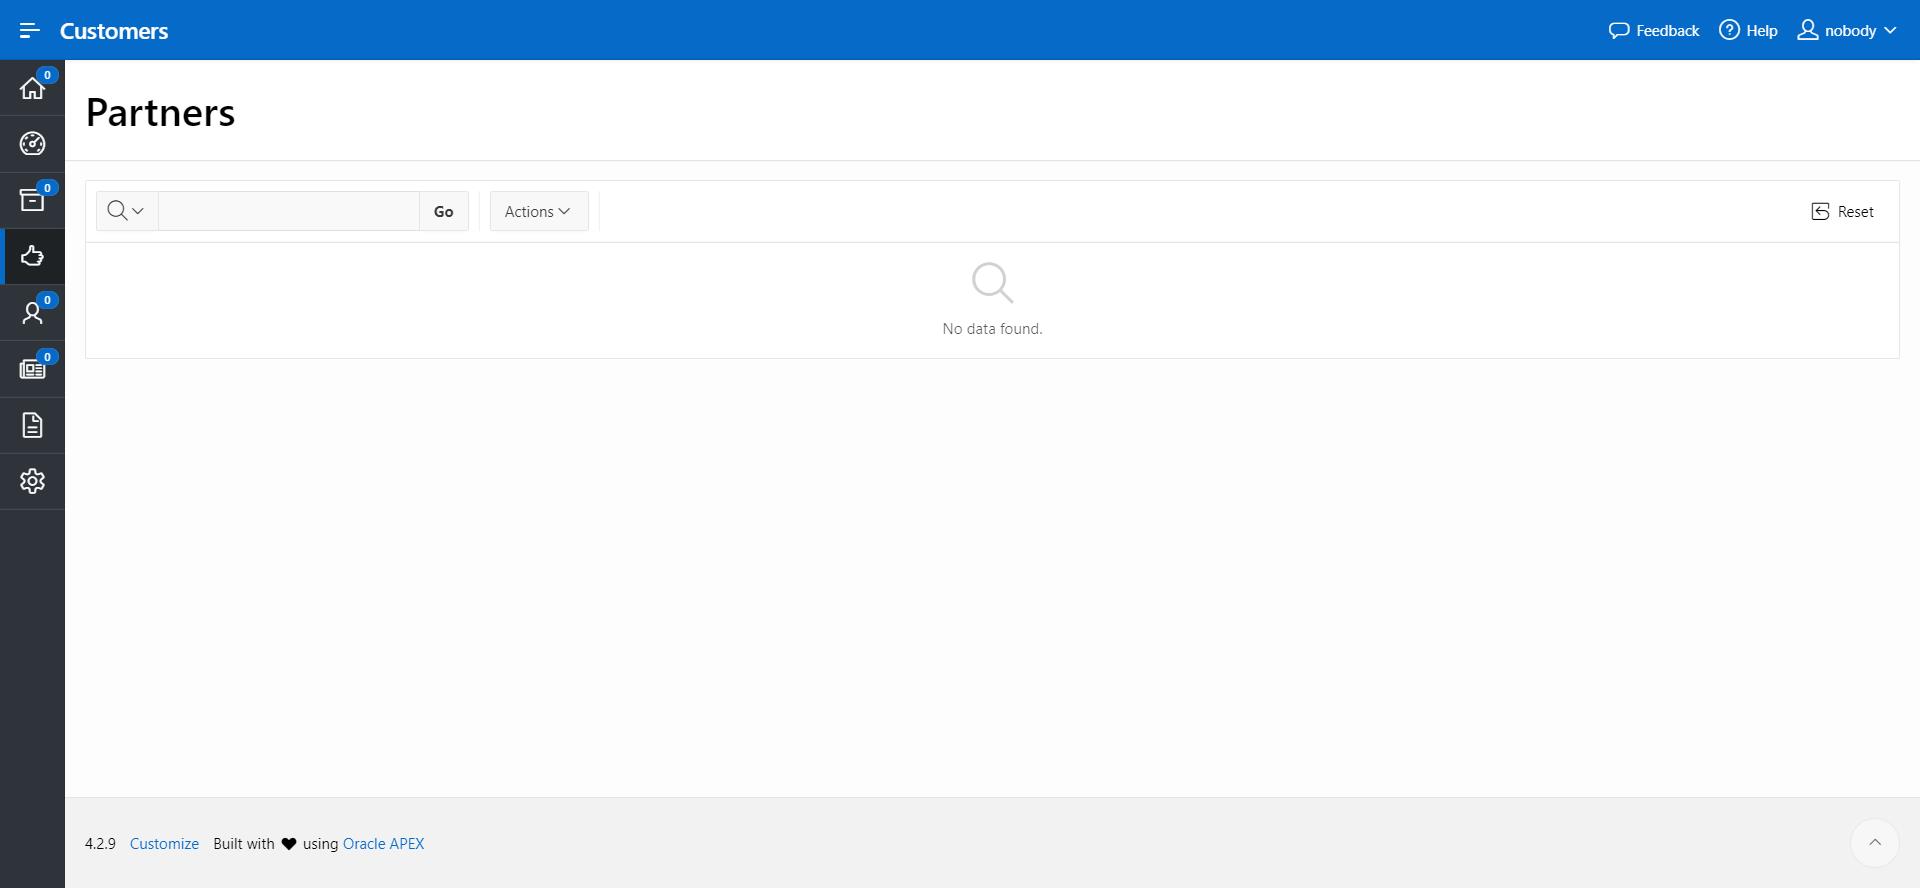 Customers
Feedback
Help
nobody
0
0
0
0
Partners
Go
Actions
Reset
No data found.
4.2.9 Customize Built with using Oracle APEX